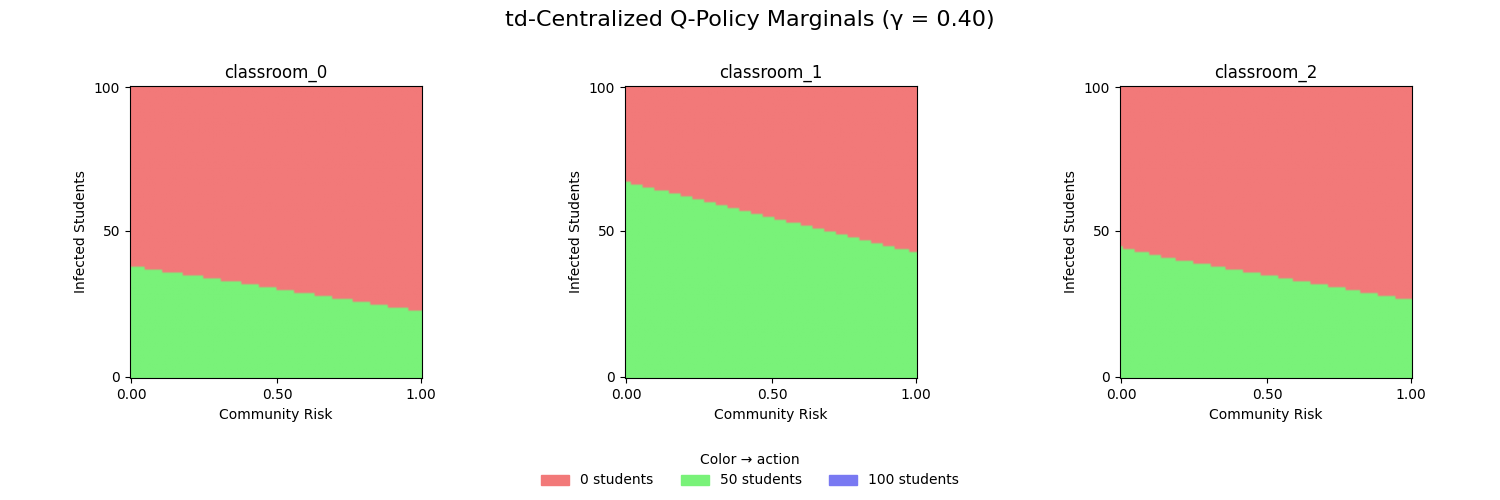 td-Centralized Q-Policy Marginals (γ = 0.40)
classroom_0
100
50
0
Infected Students
0.00 0.50 1.00
Community Risk
classroom_1
100
50
0
Infected Students
0.00 0.50 1.00
Community Risk
classroom_2
100
50
0
Infected Students
0.00 0.50 1.00
Community Risk
Color → action
0 students 50 students 100 students